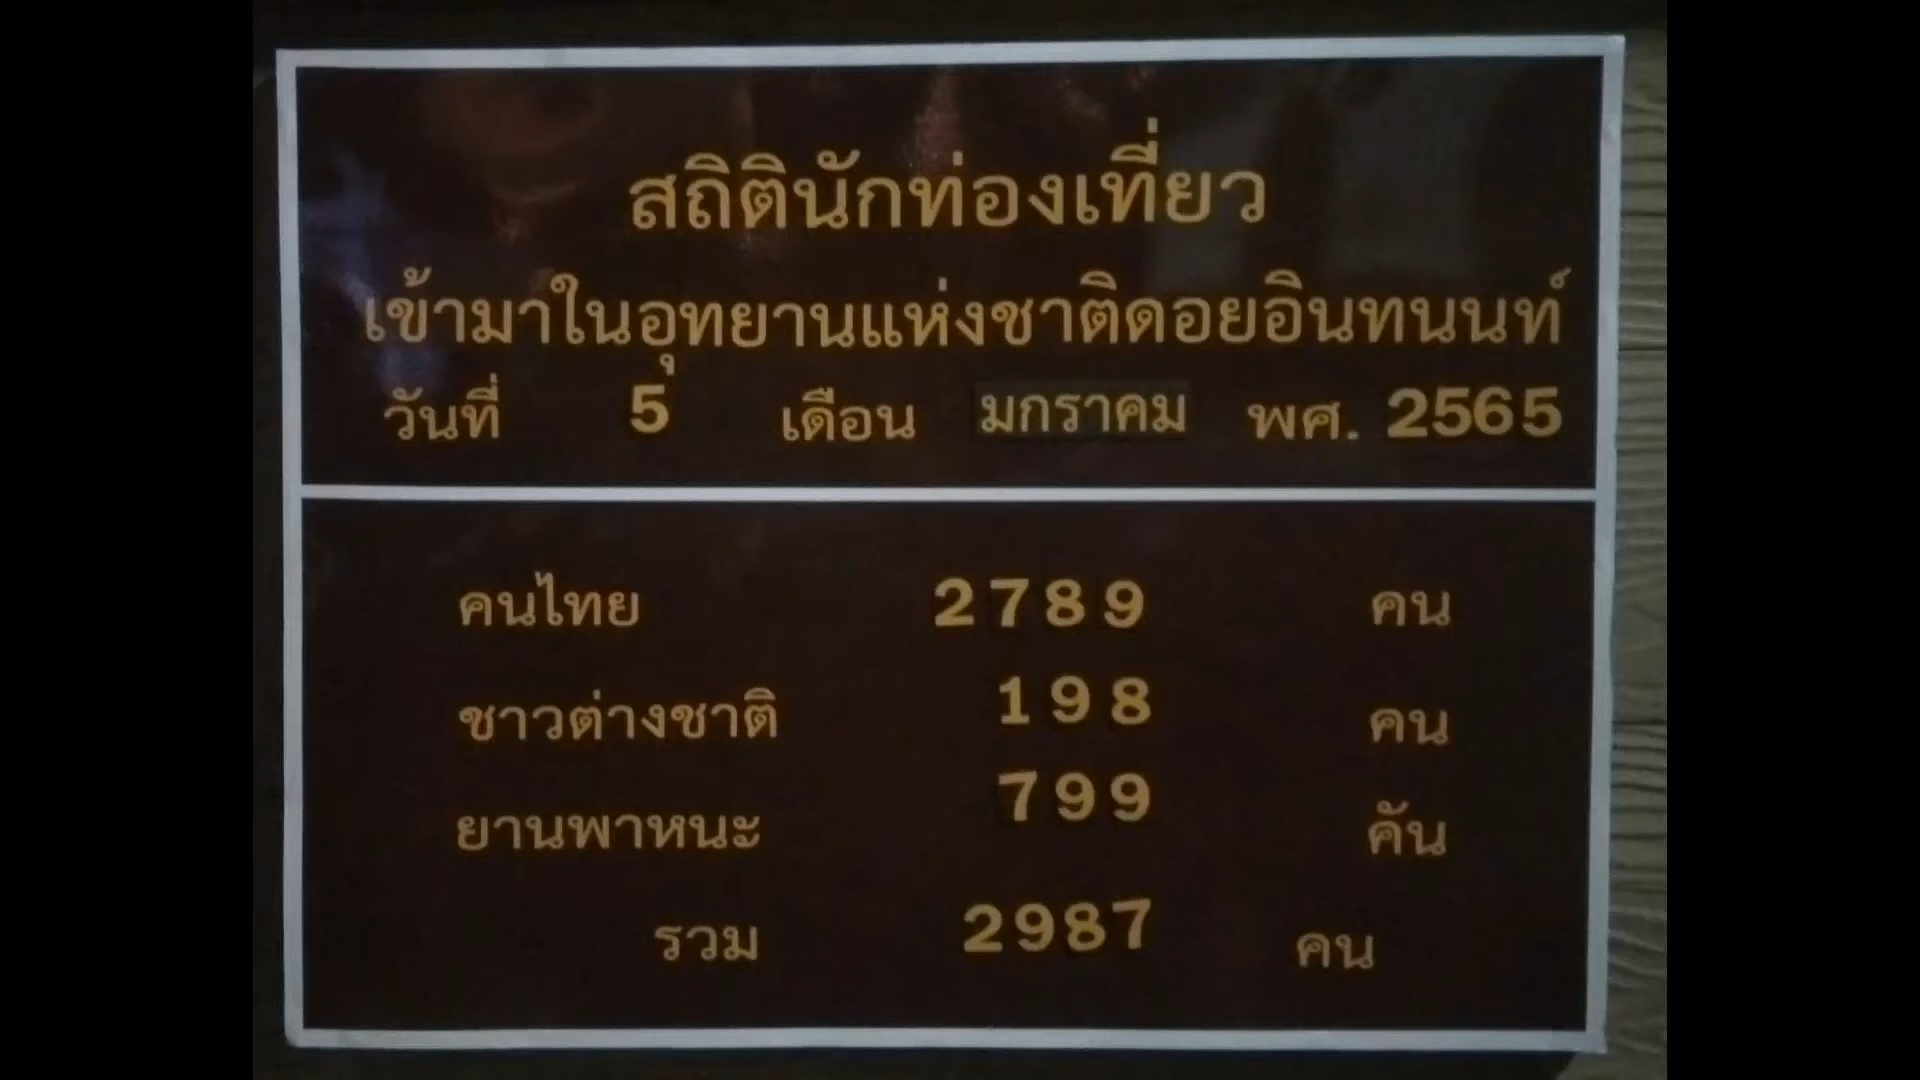 สถิตินักท่องเที่ยว
เข้ามาในอุทยานแห่งชาติดอยอินทนนท์
วันที่ 5 เดือน มกราคม พศ. 2565
คนไทย 2789 คน
ชาวต่างชาติ 198 คน
ยานพาหนะ 799 คัน
รวม 2987 คน